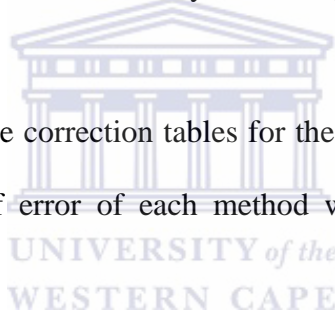 e correction tables for the
f error of each method v
UNIVERSITY of the
WESTERN CAPE